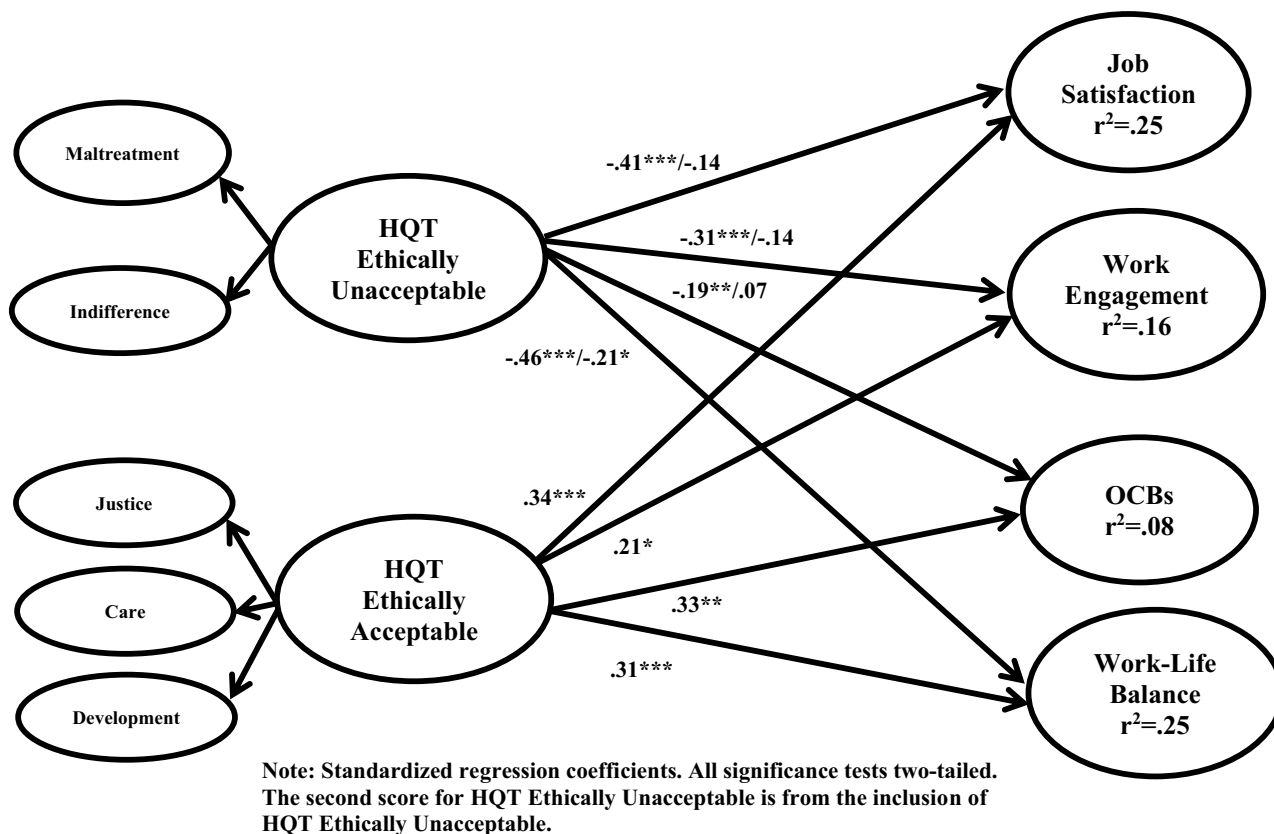 Maltreatment
Indifference
HQT
Ethically
Unacceptable
Justice
Care
Development
HQT
Ethically
Acceptable
-.41***/-.14
-.31***/-.14
-.19**/.07
-.46***/-.21*
.34***
.21*
.33**
.31***
Job
Satisfaction
r²=.25
Work
Engagement
r²=.16
OCBs
r²=.08
Work-Life
Balance
r²=.25
Note: Standardized regression coefficients. All significance tests two-tailed.
The second score for HQT Ethically Unacceptable is from the inclusion of
HQT Ethically Unacceptable.